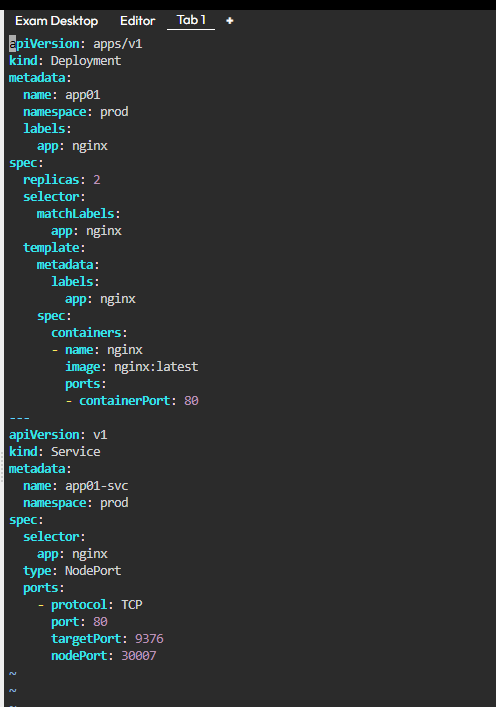 Exam Desktop Editor Tab 1 +
apiVersion: apps/v1
kind: Deployment
metadata:
  name: app01
  namespace: prod
  labels:
    app: nginx
spec:
  replicas: 2
  selector:
    matchLabels:
      app: nginx
  template:
    metadata:
      labels:
        app: nginx
    spec:
      containers:
      - name: nginx
        image: nginx:latest
        ports:
        - containerPort: 80
---
apiVersion: v1
kind: Service
metadata:
  name: app01-svc
  namespace: prod
spec:
  selector:
    app: nginx
  type: NodePort
  ports:
    - protocol: TCP
      port: 80
      targetPort: 9376
      nodePort: 30007
~
~
~